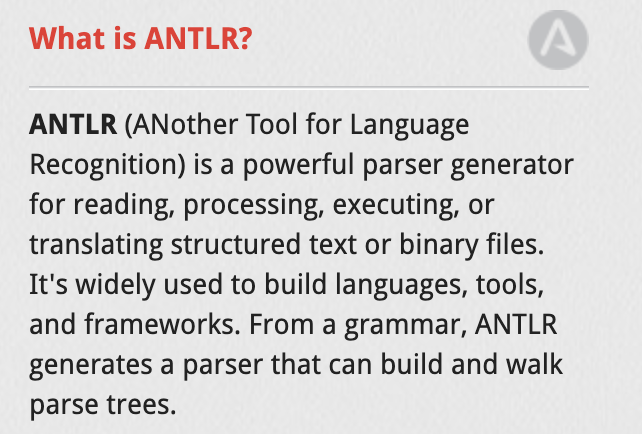 What is ANTLR?
ANTLR (ANother Tool for Language
Recognition) is a powerful parser generator
for reading, processing, executing, or
translating structured text or binary files.
It's widely used to build languages, tools,
and frameworks. From a grammar, ANTLR
generates a parser that can build and walk
parse trees.